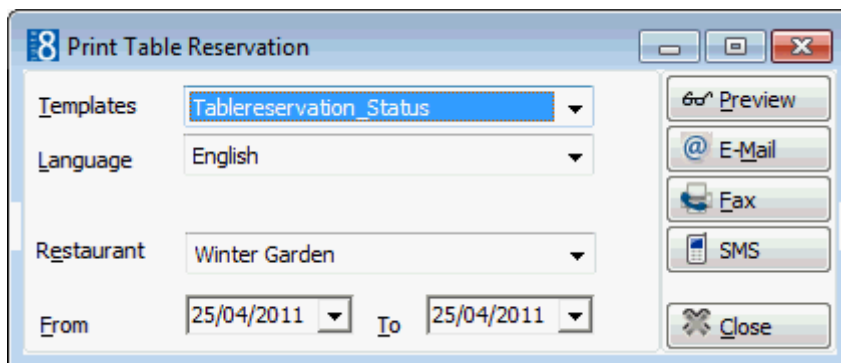 8 Print Table Reservation
Templates Tablereservation_Status
Preview
Language English
E-Mail
Fax
Restaurant Winter Garden
SMS
From 25/04/2011 To 25/04/2011
Close